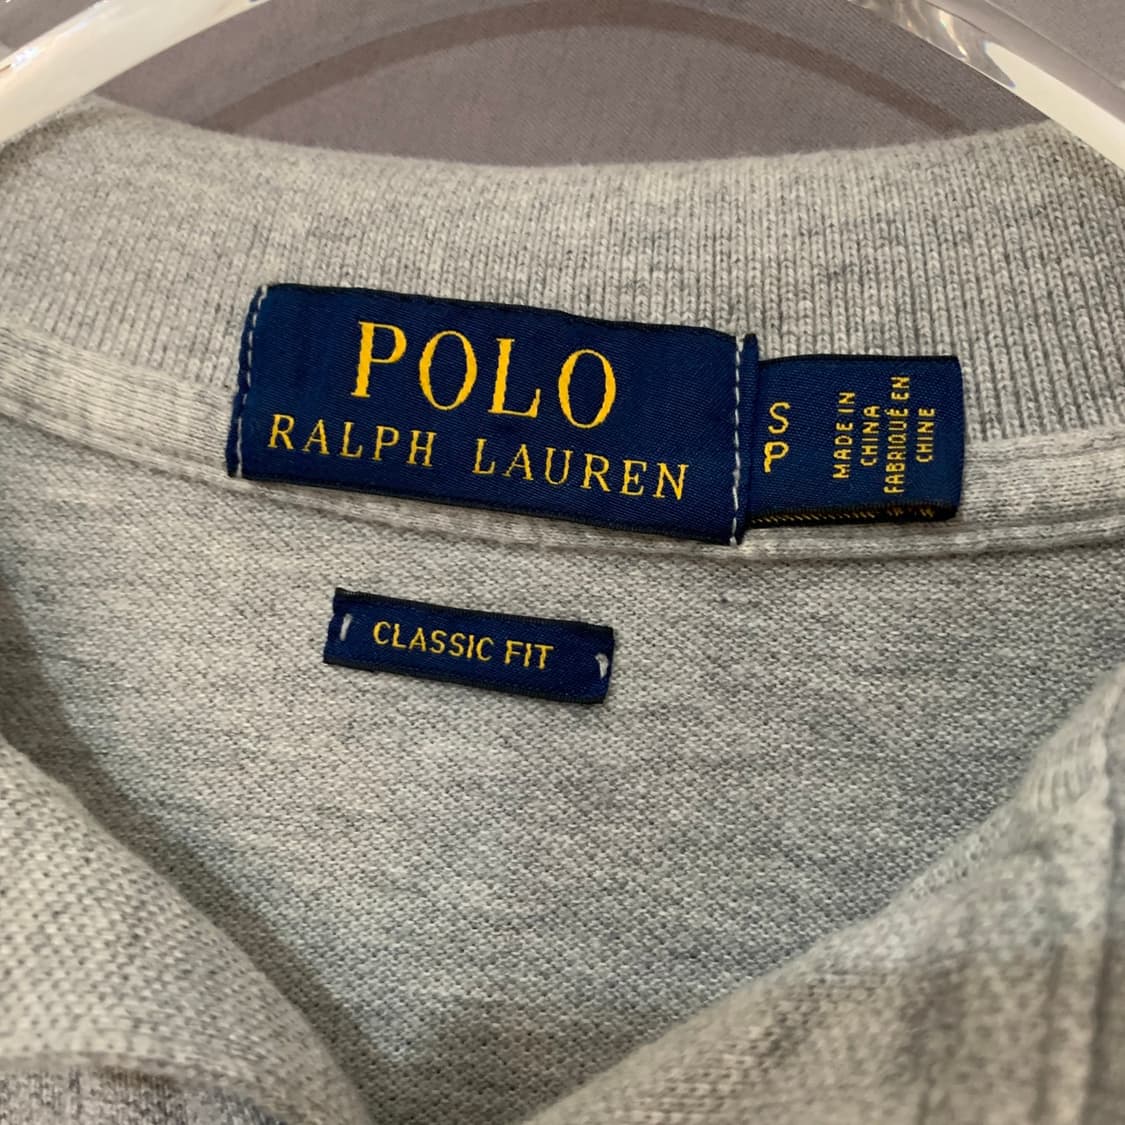 POLO
RALPH LAUREN
S
P
MADE IN
CHINA
FABRIQUÉ EN
CHINE
CLASSIC FIT